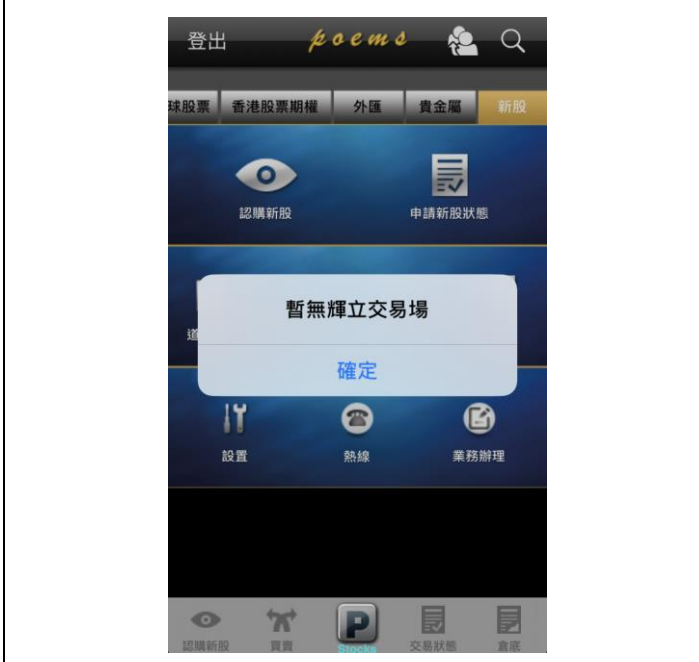 登出
poems
球股票
香港股票期權
外匯
貴金屬
新股
認購新股
申請新股狀態
暫無輝立交易場
道
確定
設置
熱線
業務辦理
認購新股
買賣
P
Stocks
交易狀態
倉底